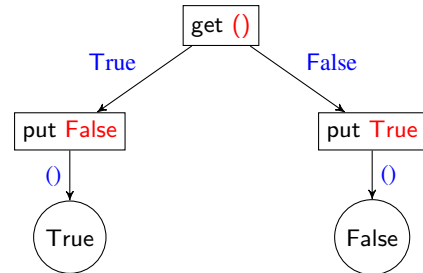 get ()
True
False
put False
put True
()
()
True
False